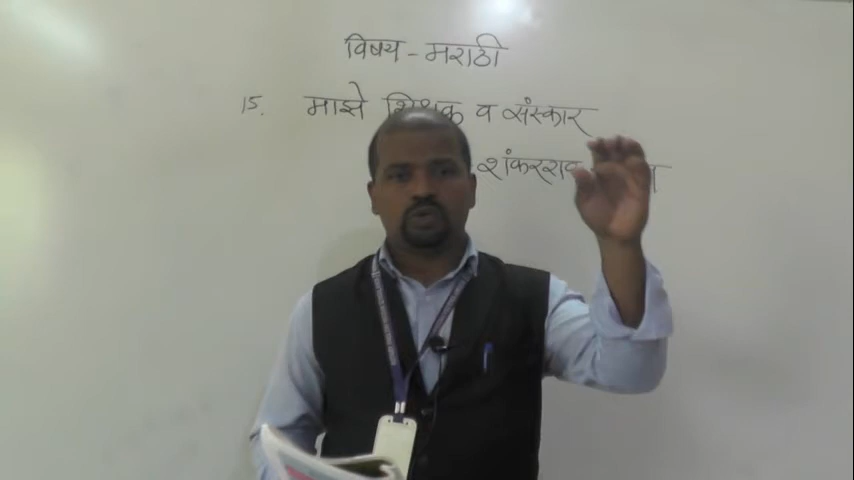 विषय - मराठी
15. माझे शिक्षक व संस्कार
शंकरराव